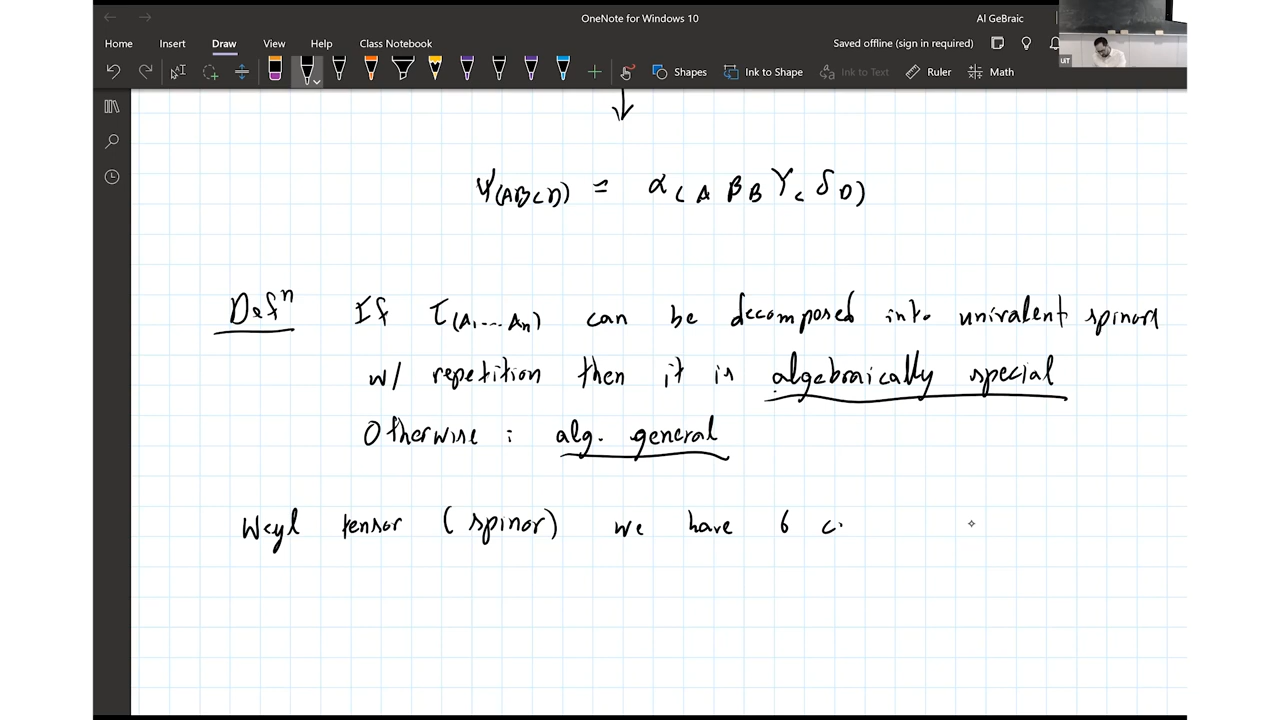 OneNote for Windows 10
Al GeBraic
Home Insert Draw View Help Class Notebook
Saved offline (sign in required)
Shapes Ink to Shape Ink to Text Ruler Math
UiT
Ψ(ABCD) = α(A βB γC δD)
Defⁿ If τ(A₁...Aₙ) can be decomposed into univalent spinors
w/ repetition then it is algebraically special
Otherwise : alg. general
Weyl tensor (spinor) we have 6 c